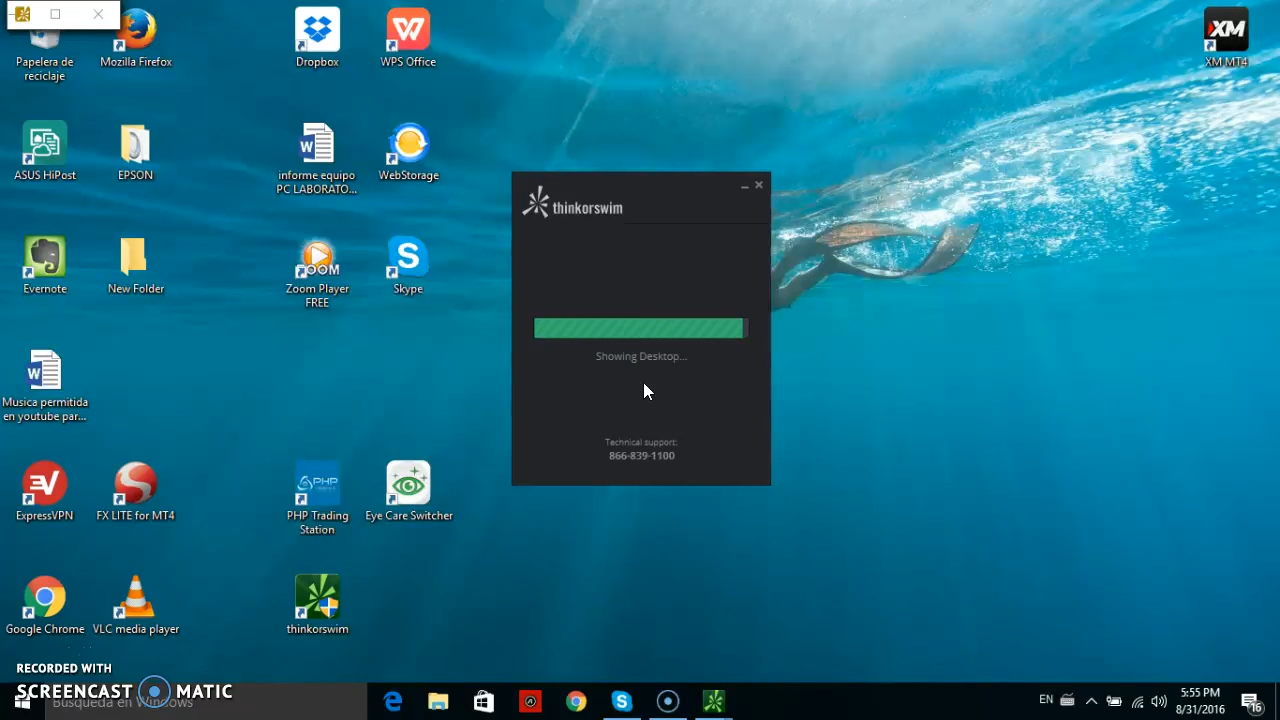 Papelera de
reciclaje
Mozilla Firefox
Dropbox
WPS Office
XM
XM MT4
ASUS HiPost
EPSON
W
informe equipo
PC LABORATO...
WebStorage
thinkorswim
Evernote
New Folder
ZOOM
Zoom Player
FREE
S
Skype
Showing Desktop...
W
Musica permitida
en youtube par...
Technical support:
866-839-1100
ExpressVPN
FX LITE for MT4
PHP
PHP Trading
Station
Eye Care Switcher
Google Chrome
VLC media player
thinkorswim
RECORDED WITH
SCREENCAST MATIC
Búsqueda en Windows
EN
5:55 PM
8/31/2016
16